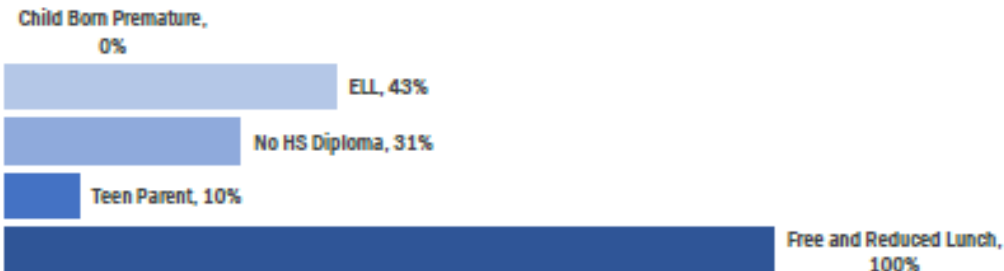 Child Born Premature,
0%
ELL, 43%
No HS Diploma, 31%
Teen Parent, 10%
Free and Reduced Lunch,
100%